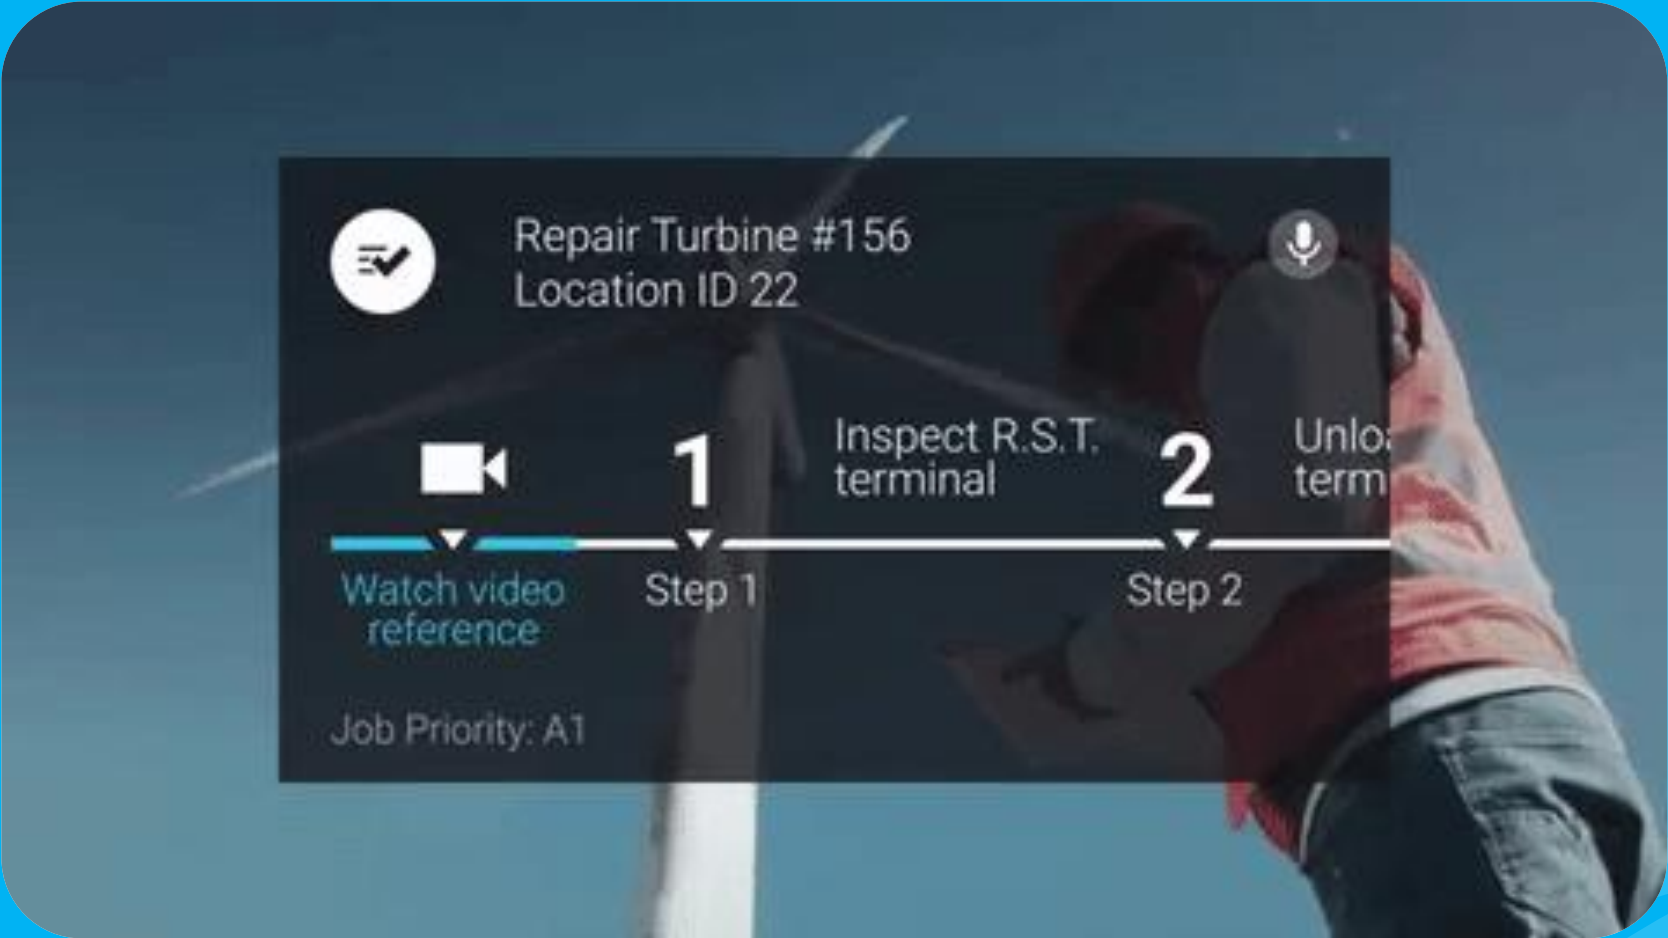 Repair Turbine #156
Location ID 22
1
Inspect R.S.T.
terminal
2
Watch video
reference
Step 1
Step 2
Job Priority: A1